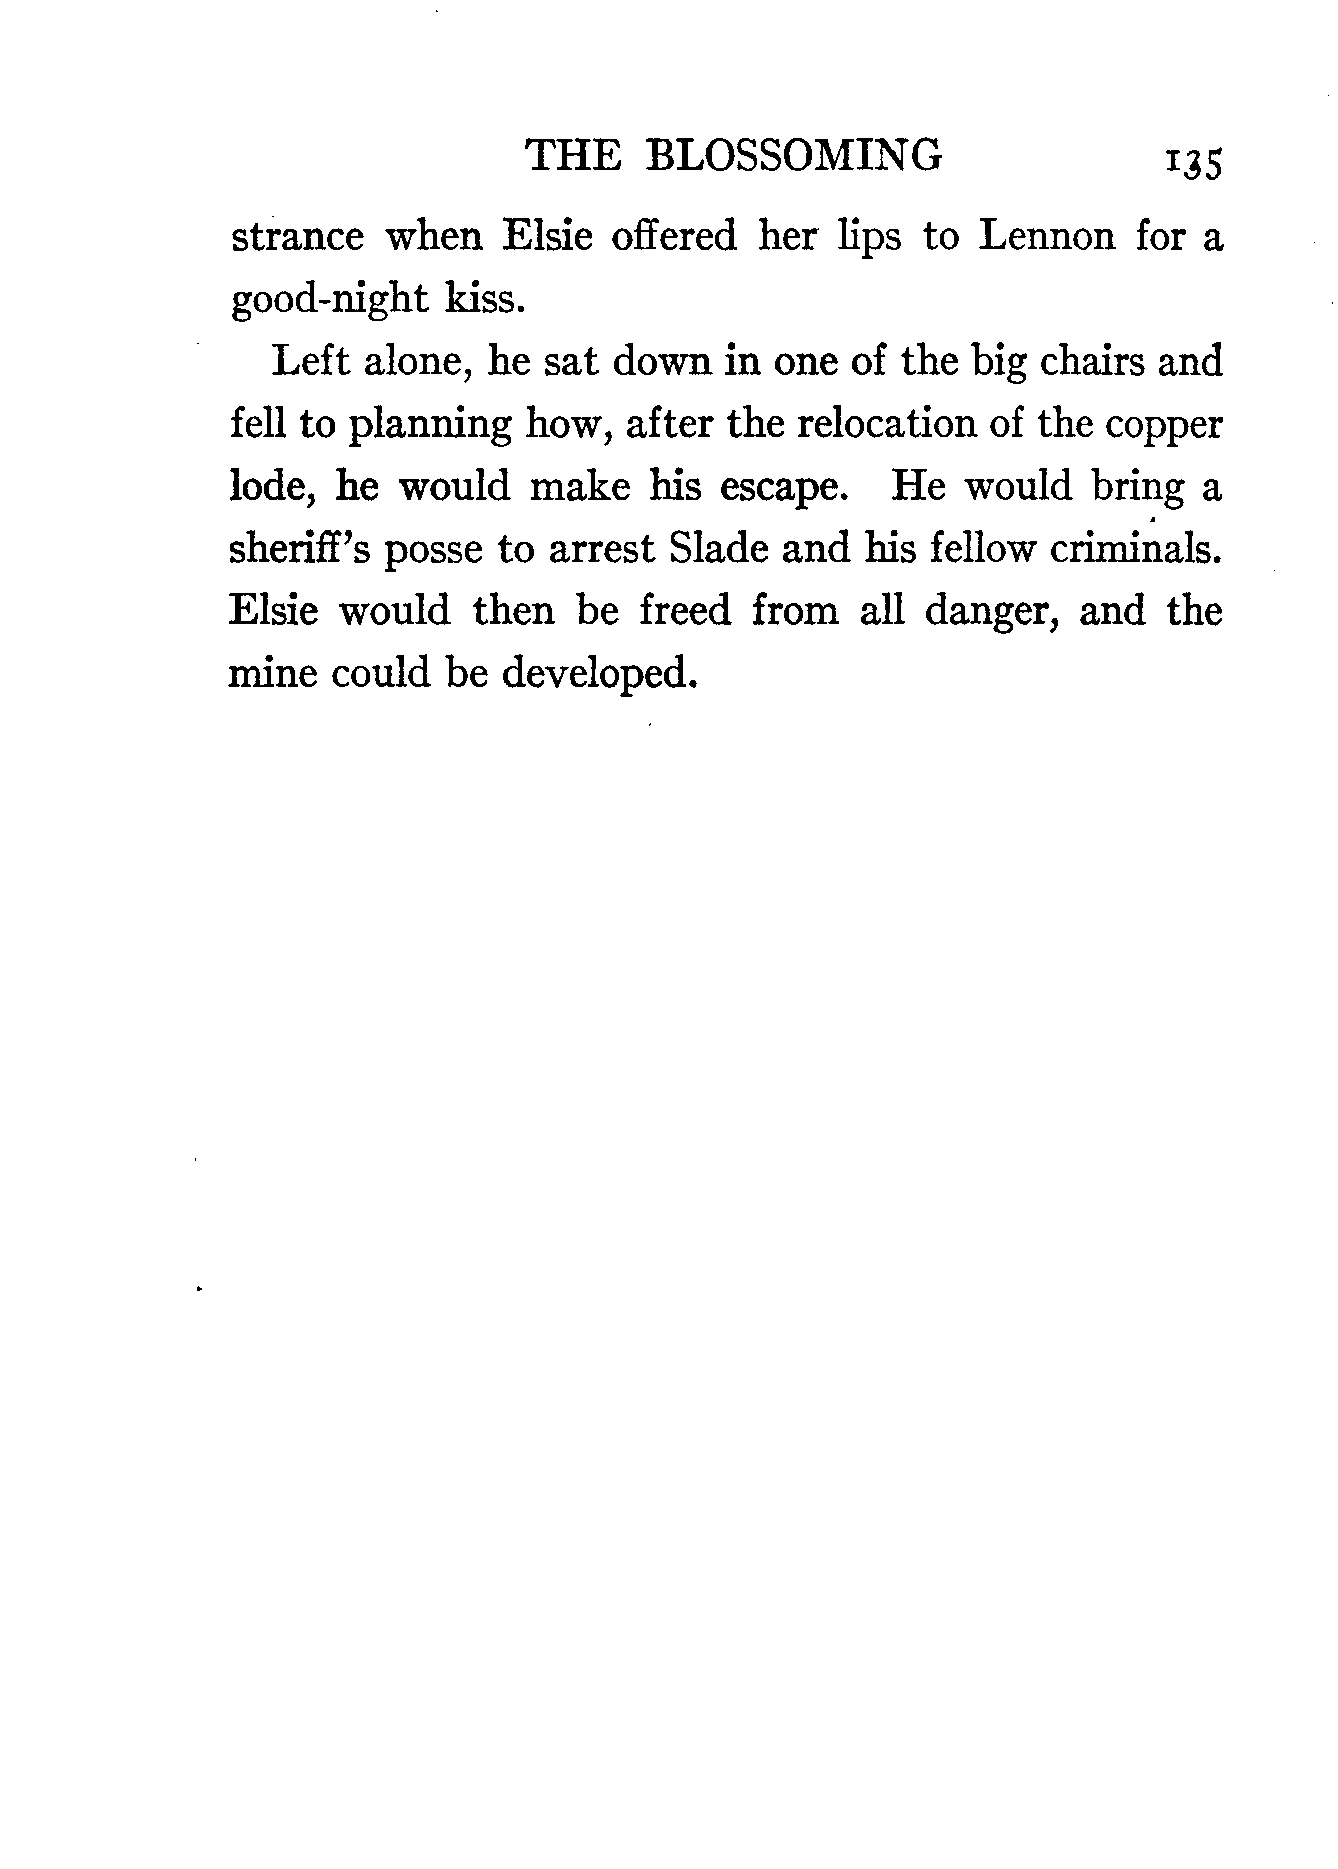 THE BLOSSOMING 135
strance when Elsie offered her lips to Lennon for a
good-night kiss.
Left alone, he sat down in one of the big chairs and
fell to planning how, after the relocation of the copper
lode, he would make his escape. He would bring a
sheriff's posse to arrest Slade and his fellow criminals.
Elsie would then be freed from all danger, and the
mine could be developed.